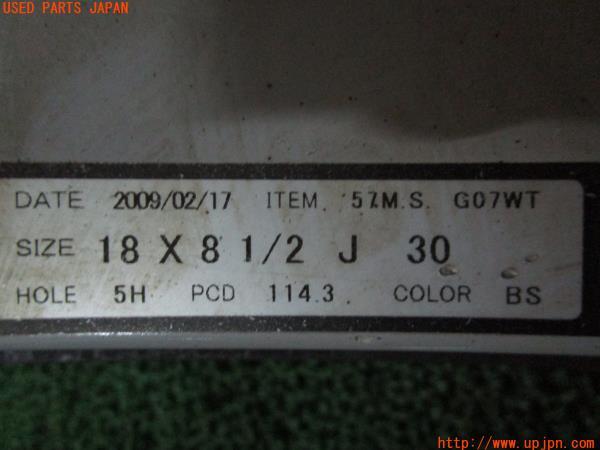 USED PARTS JAPAN
DATE 2009/02/17 ITEM. 57.M.S. G07WT
SIZE 18 X 8 1/2 J 30
HOLE 5H PCD 114.3. COLOR BS
http://www.upjpn.com/